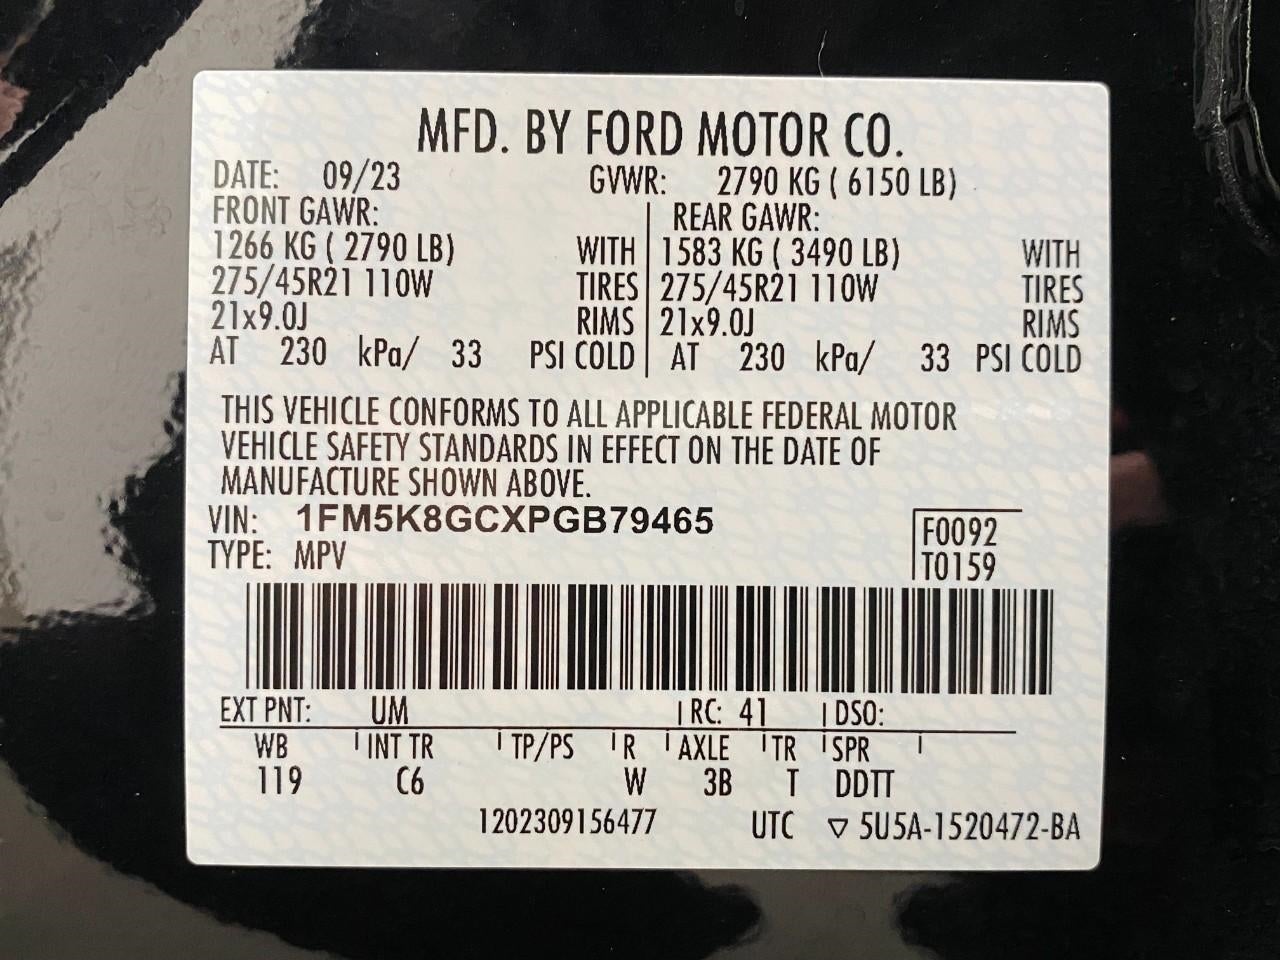 MFD. BY FORD MOTOR CO.
DATE: 09/23 GVWR: 2790 KG ( 6150 LB)
FRONT GAWR: REAR GAWR:
1266 KG ( 2790 LB) WITH 1583 KG ( 3490 LB) WITH
275/45R21 110W TIRES 275/45R21 110W TIRES
21x9.0J RIMS 21x9.0J RIMS
AT 230 kPa/ 33 PSI COLD AT 230 kPa/ 33 PSI COLD
THIS VEHICLE CONFORMS TO ALL APPLICABLE FEDERAL MOTOR
VEHICLE SAFETY STANDARDS IN EFFECT ON THE DATE OF
MANUFACTURE SHOWN ABOVE.
VIN: 1FM5K8GCXPGB79465
F0092
TYPE: MPV T0159
EXT PNT: UM RC: 41 DSO:
WB INT TR TP/PS R AXLE TR SPR
119 C6 W 3B T DDTT
1202309156477 UTC ▽ 5U5A-1520472-BA